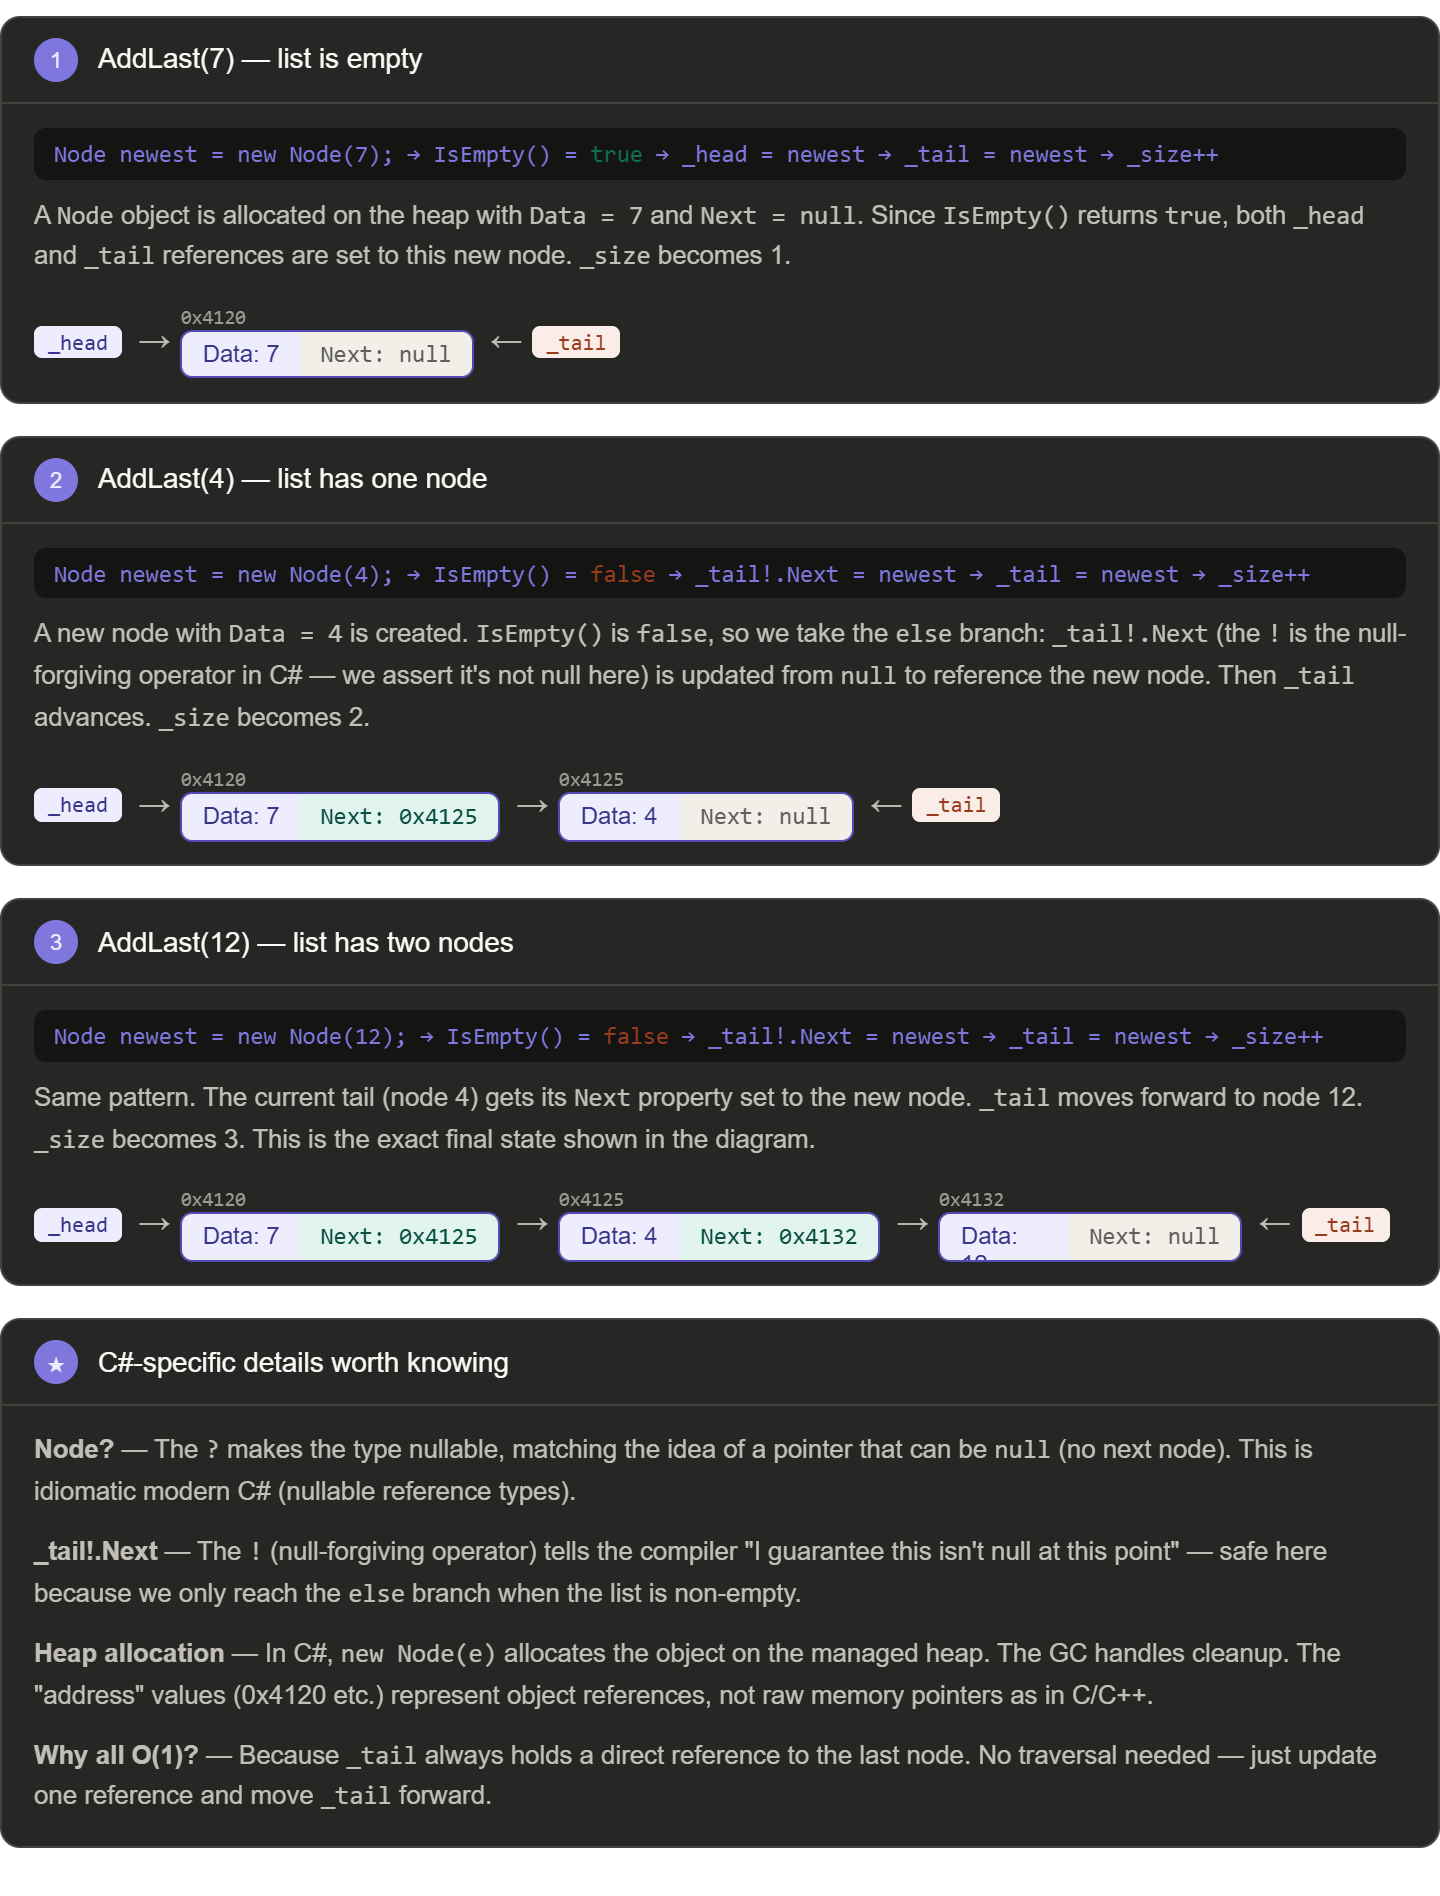 1 AddLast(7) — list is empty
Node newest = new Node(7); → IsEmpty() = true → _head = newest → _tail = newest → _size++
A Node object is allocated on the heap with Data = 7 and Next = null. Since IsEmpty() returns true, both _head
and _tail references are set to this new node. _size becomes 1.
0x4120
_head → Data: 7 Next: null ← _tail
2 AddLast(4) — list has one node
Node newest = new Node(4); → IsEmpty() = false → _tail!.Next = newest → _tail = newest → _size++
A new node with Data = 4 is created. IsEmpty() is false, so we take the else branch: _tail!.Next (the ! is the null-
forgiving operator in C# — we assert it's not null here) is updated from null to reference the new node. Then _tail
advances. _size becomes 2.
0x4120 0x4125
_head → Data: 7 Next: 0x4125 → Data: 4 Next: null ← _tail
3 AddLast(12) — list has two nodes
Node newest = new Node(12); → IsEmpty() = false → _tail!.Next = newest → _tail = newest → _size++
Same pattern. The current tail (node 4) gets its Next property set to the new node. _tail moves forward to node 12.
_size becomes 3. This is the exact final state shown in the diagram.
0x4120 0x4125 0x4132
_head → Data: 7 Next: 0x4125 → Data: 4 Next: 0x4132 → Data: Next: null ← _tail
★ C#-specific details worth knowing
Node? — The ? makes the type nullable, matching the idea of a pointer that can be null (no next node). This is
idiomatic modern C# (nullable reference types).
_tail!.Next — The ! (null-forgiving operator) tells the compiler "I guarantee this isn't null at this point" — safe here
because we only reach the else branch when the list is non-empty.
Heap allocation — In C#, new Node(e) allocates the object on the managed heap. The GC handles cleanup. The
"address" values (0x4120 etc.) represent object references, not raw memory pointers as in C/C++.
Why all O(1)? — Because _tail always holds a direct reference to the last node. No traversal needed — just update
one reference and move _tail forward.